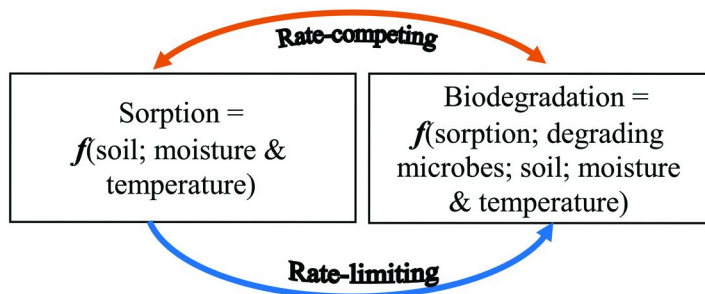 Rate-competing
Sorption =
f(soil; moisture &
temperature)
Biodegradation =
f(sorption; degrading
microbes; soil; moisture
& temperature)
Rate-limiting